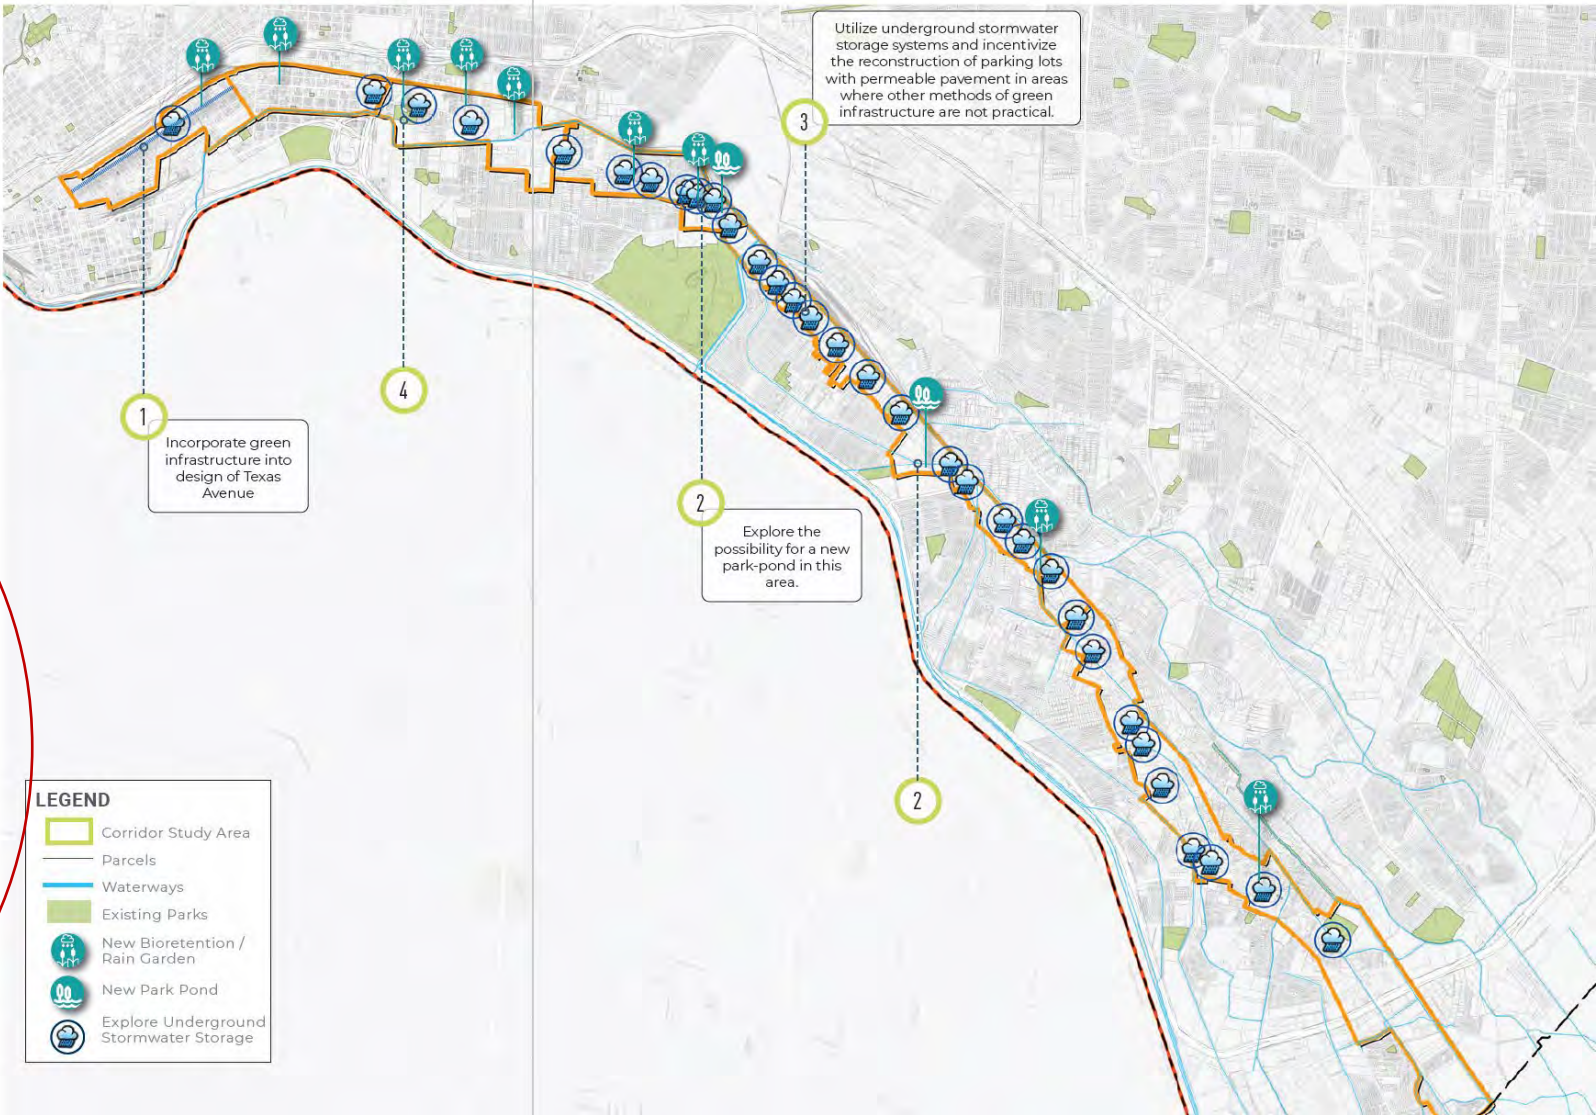 Utilize underground stormwater
storage systems and incentivize
the reconstruction of parking lots
with permeable pavement in areas
where other methods of green
infrastructure are not practical.
3
4
1
Incorporate green
infrastructure into
design of Texas
Avenue
2
Explore the
possibility for a new
park-pond in this
area.
2
LEGEND
Corridor Study Area
Parcels
Waterways
Existing Parks
New Bioretention /
Rain Garden
New Park Pond
Explore Underground
Stormwater Storage